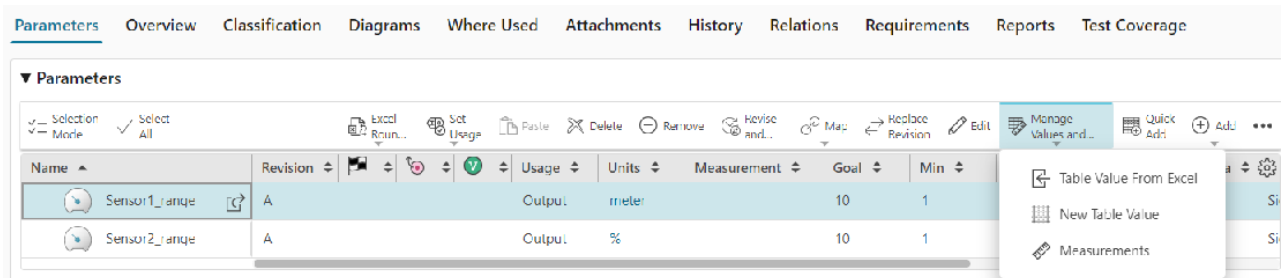 Parameters Overview Classification Diagrams Where Used Attachments History Relations Requirements Reports Test Coverage
Parameters
Selection Mode Select All Excel Roun... Set Usage Paste Delete Remove Revise and... Map Replace Revision Edit Manage Values and ... Quick Add Add
Name Revision Usage Units Measurement Goal Min a
Sensor1_range A Output meter 10 1 Si
Sensor2_range A Output % 10 1 Si
Table Value From Excel
New Table Value
Measurements